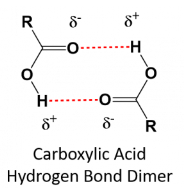 R δ- δ+
O H
O O
H O
δ+ δ- R
Carboxylic Acid
Hydrogen Bond Dimer